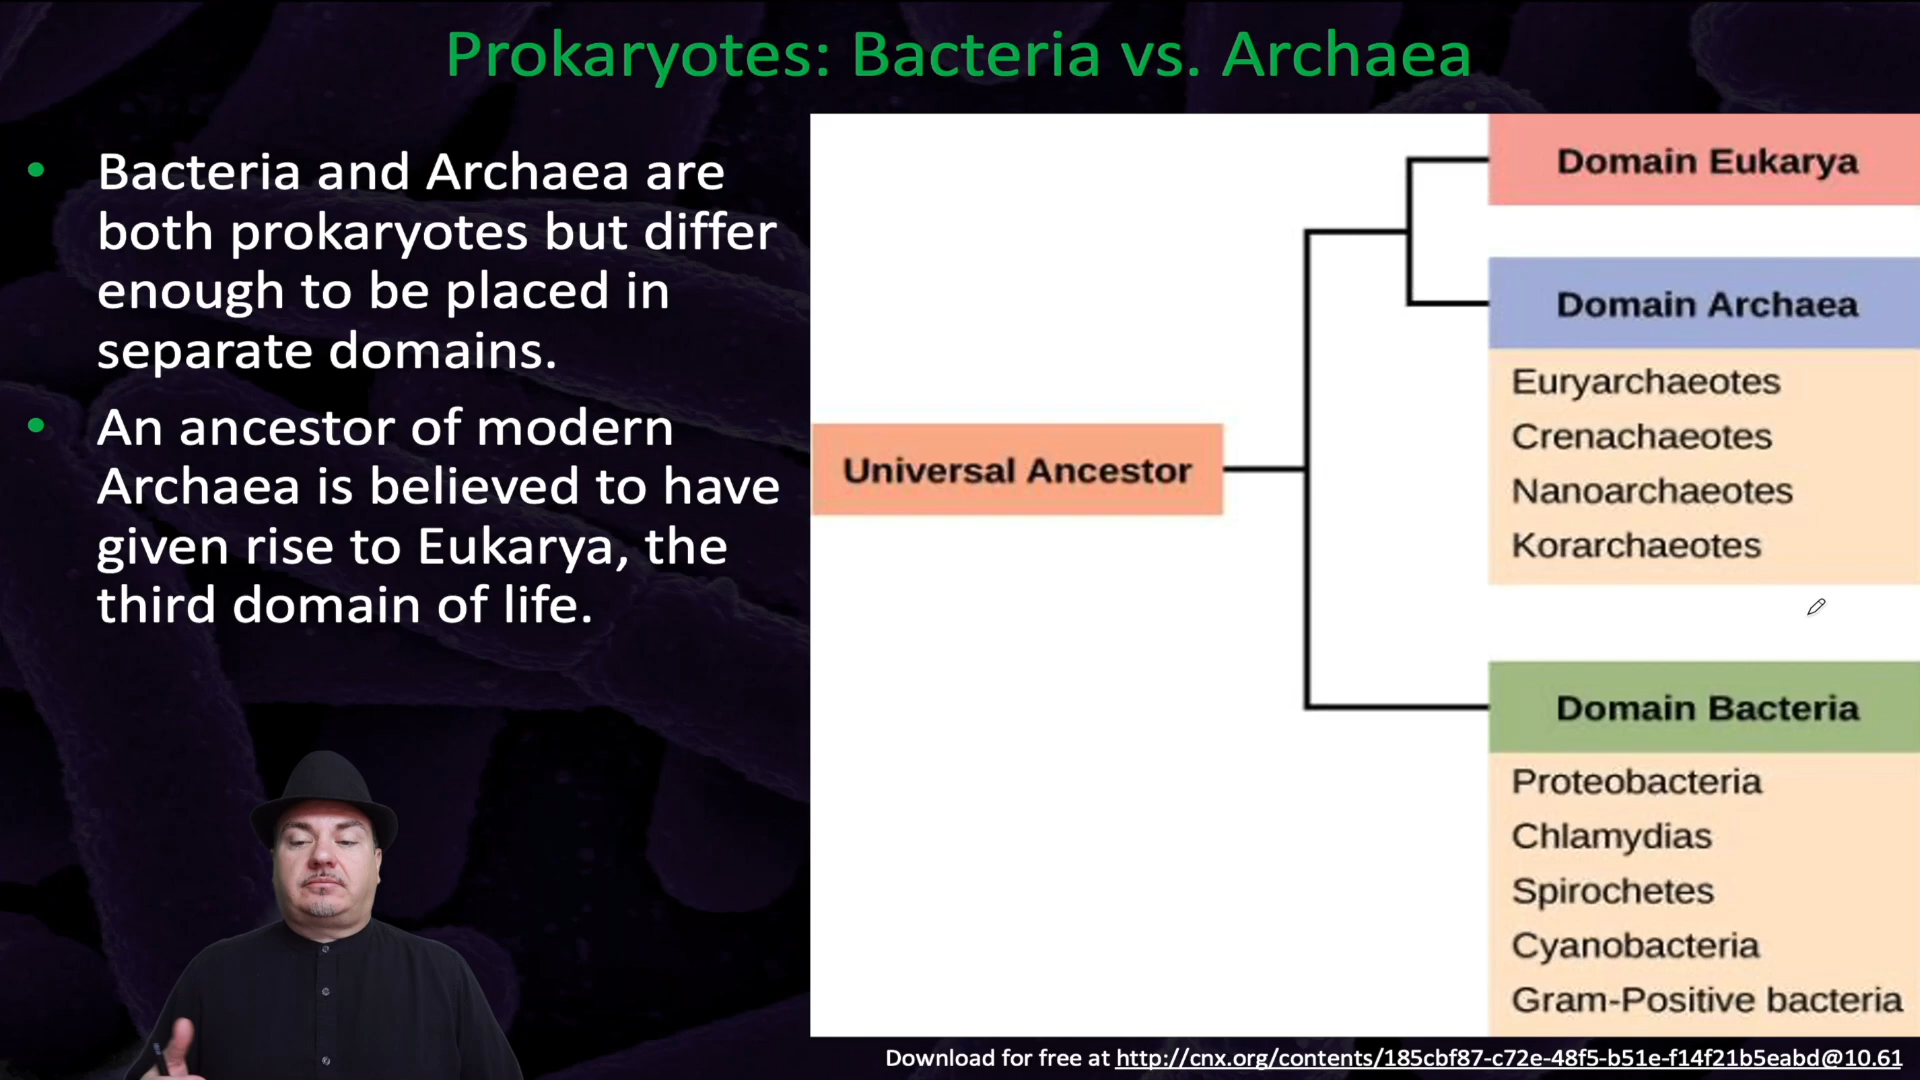 Prokaryotes: Bacteria vs. Archaea
• Bacteria and Archaea are
both prokaryotes but differ
enough to be placed in
separate domains.
• An ancestor of modern
Archaea is believed to have
given rise to Eukarya, the
third domain of life.
Universal Ancestor
Domain Eukarya
Domain Archaea
Euryarchaeotes
Crenachaeotes
Nanoarchaeotes
Korarchaeotes
Domain Bacteria
Proteobacteria
Chlamydias
Spirochetes
Cyanobacteria
Gram-Positive bacteria
Download for free at http://cnx.org/contents/185cbf87-c72e-48f5-b51e-f14f21b5eabd@10.61